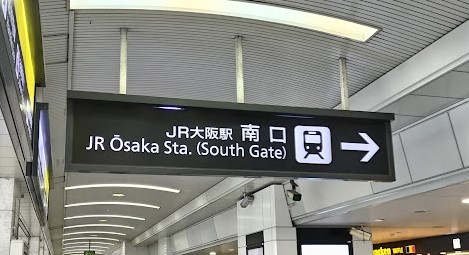 JR大阪駅 南口
JR Ōsaka Sta. (South Gate)